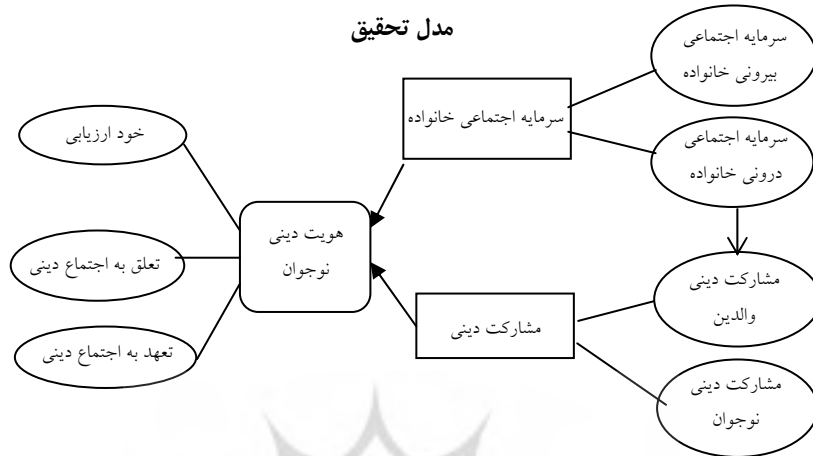 مدل تحقیق
سرمایه اجتماعی
بیرونی خانواده
سرمایه اجتماعی خانواده
سرمایه اجتماعی
درونی خانواده
خود ارزیابی
هویت دینی
نوجوان
تعلق به اجتماع دینی
مشارکت دینی
والدین
مشارکت دینی
تعهد به اجتماع دینی
مشارکت دینی
نوجوان